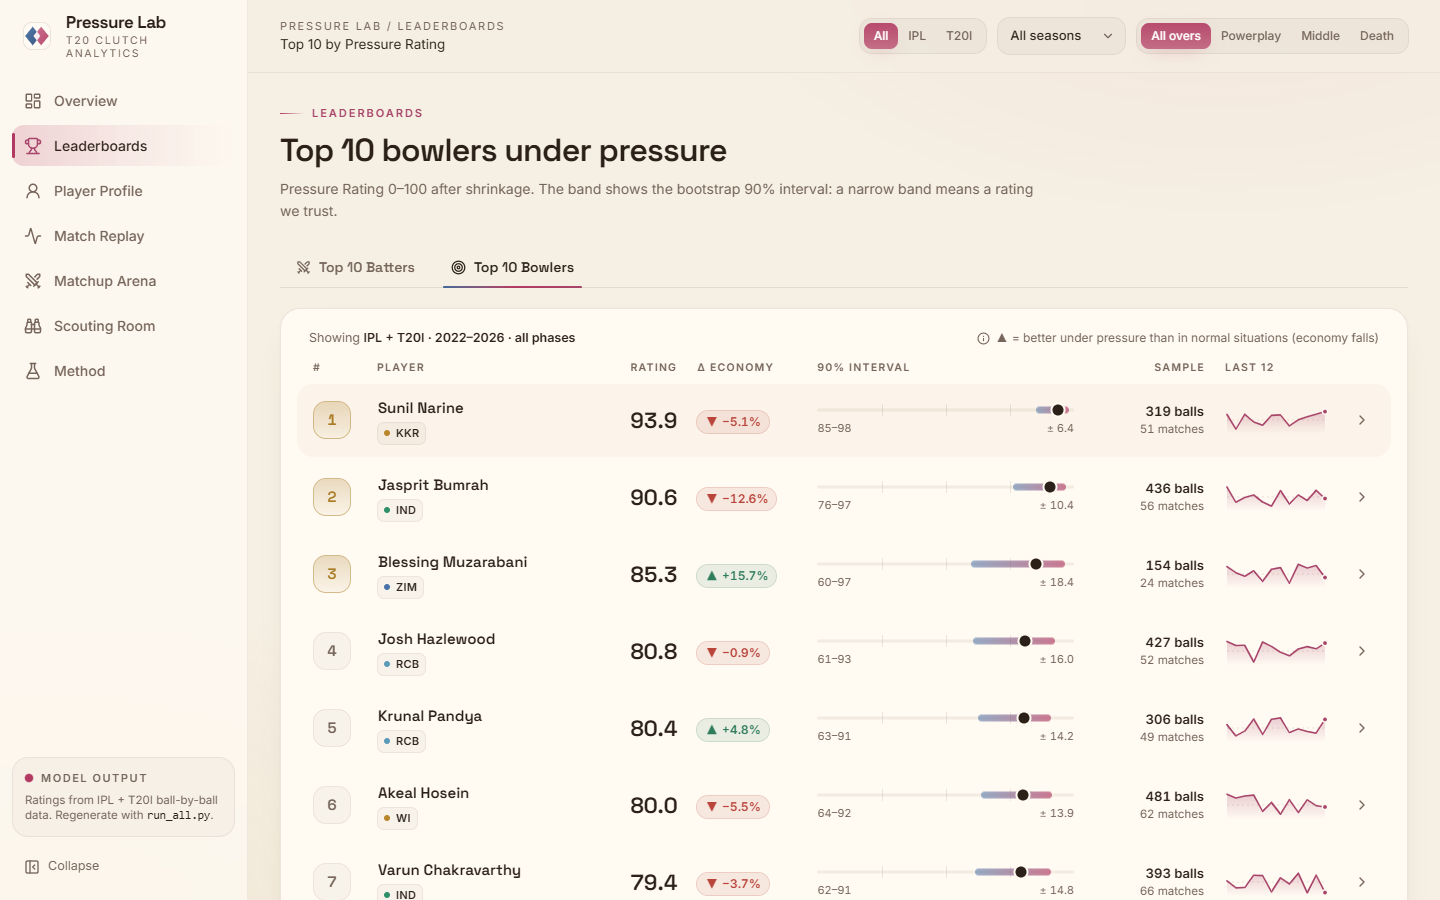 Pressure Lab
T20 CLUTCH
ANALYTICS
Overview
Leaderboards
Player Profile
Match Replay
Matchup Arena
Scouting Room
Method
MODEL OUTPUT
Ratings from IPL + T20I ball-by-ball
data. Regenerate with run_all.py.
Collapse
PRESSURE LAB / LEADERBOARDS
Top 10 by Pressure Rating
All IPL T20I
All seasons
All overs Powerplay Middle Death
LEADERBOARDS
Top 10 bowlers under pressure
Pressure Rating 0–100 after shrinkage. The band shows the bootstrap 90% interval: a narrow band means a rating
we trust.
Top 10 Batters Top 10 Bowlers
Showing IPL + T20I · 2022–2026 · all phases
▲ = better under pressure than in normal situations (economy falls)
# PLAYER RATING Δ ECONOMY 90% INTERVAL SAMPLE LAST 12
1 Sunil Narine KKR 93.9 ▼ −5.1% 85–98 ± 6.4 319 balls 51 matches
2 Jasprit Bumrah IND 90.6 ▼ −12.6% 76–97 ± 10.4 436 balls 56 matches
3 Blessing Muzarabani ZIM 85.3 ▲ +15.7% 60–97 ± 18.4 154 balls 24 matches
4 Josh Hazlewood RCB 80.8 ▼ −0.9% 61–93 ± 16.0 427 balls 52 matches
5 Krunal Pandya RCB 80.4 ▲ +4.8% 63–91 ± 14.2 306 balls 49 matches
6 Akeal Hosein WI 80.0 ▼ −5.5% 64–92 ± 13.9 481 balls 62 matches
7 Varun Chakravarthy IND 79.4 ▼ −3.7% 62–91 ± 14.8 393 balls 66 matches